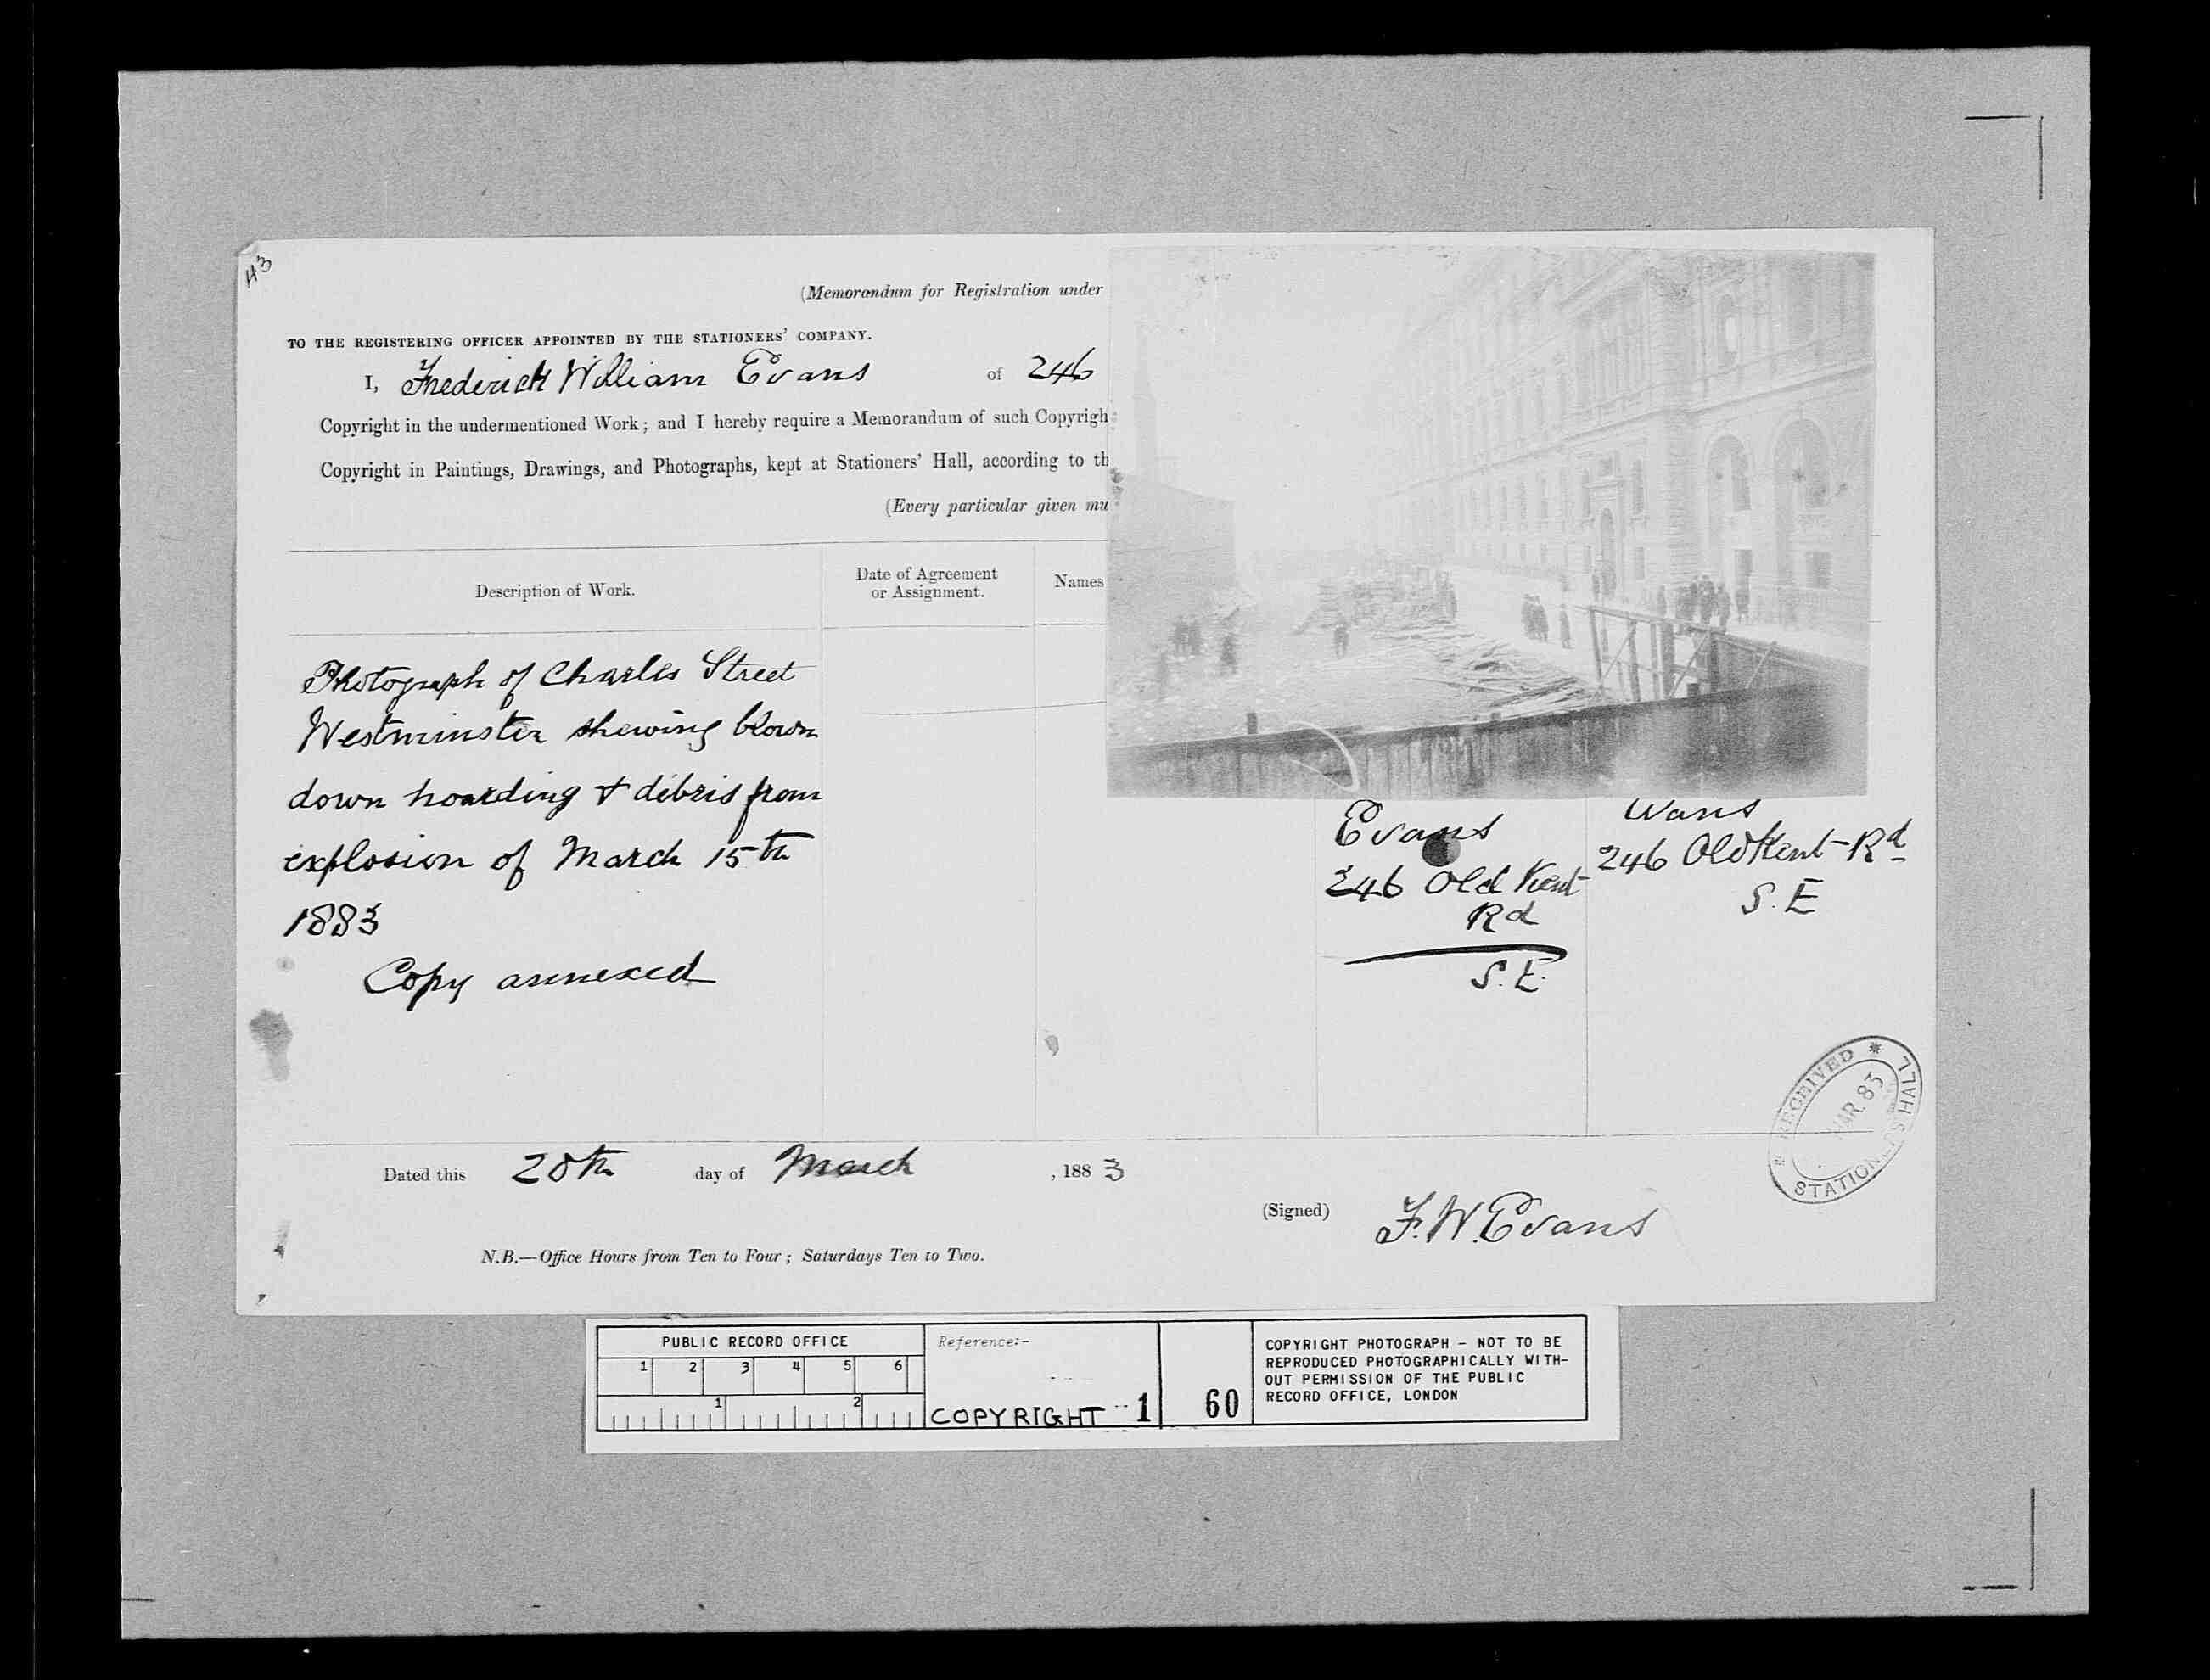 43
(Memorandum for Registration under
TO THE REGISTERING OFFICER APPOINTED BY THE STATIONERS' COMPANY.
I, Frederick William Evans of 246
Copyright in the undermentioned Work; and I hereby require a Memorandum of such Copyrigh
Copyright in Paintings, Drawings, and Photographs, kept at Stationers' Hall, according to th
(Every particular given mu
Description of Work.
Date of Agreement
or Assignment.
Names
Photograph of Charles Street
Westminster shewing blown
down hoarding & débris from
explosion of March 15th
1883
Copy annexed
Evans
246 Old Kent
Rd
S.E.
246 Old Kent Rd
S.E
RECEIVED
MAR.83
STATIONERS HALL
Dated this 20th day of March , 1883
(Signed) F.W.Evans
N.B.—Office Hours from Ten to Four; Saturdays Ten to Two.
PUBLIC RECORD OFFICE
1 2 3 4 5 6
1 2
Reference:-
COPYRIGHT 1
60
COPYRIGHT PHOTOGRAPH - NOT TO BE
REPRODUCED PHOTOGRAPHICALLY WITH-
OUT PERMISSION OF THE PUBLIC
RECORD OFFICE, LONDON